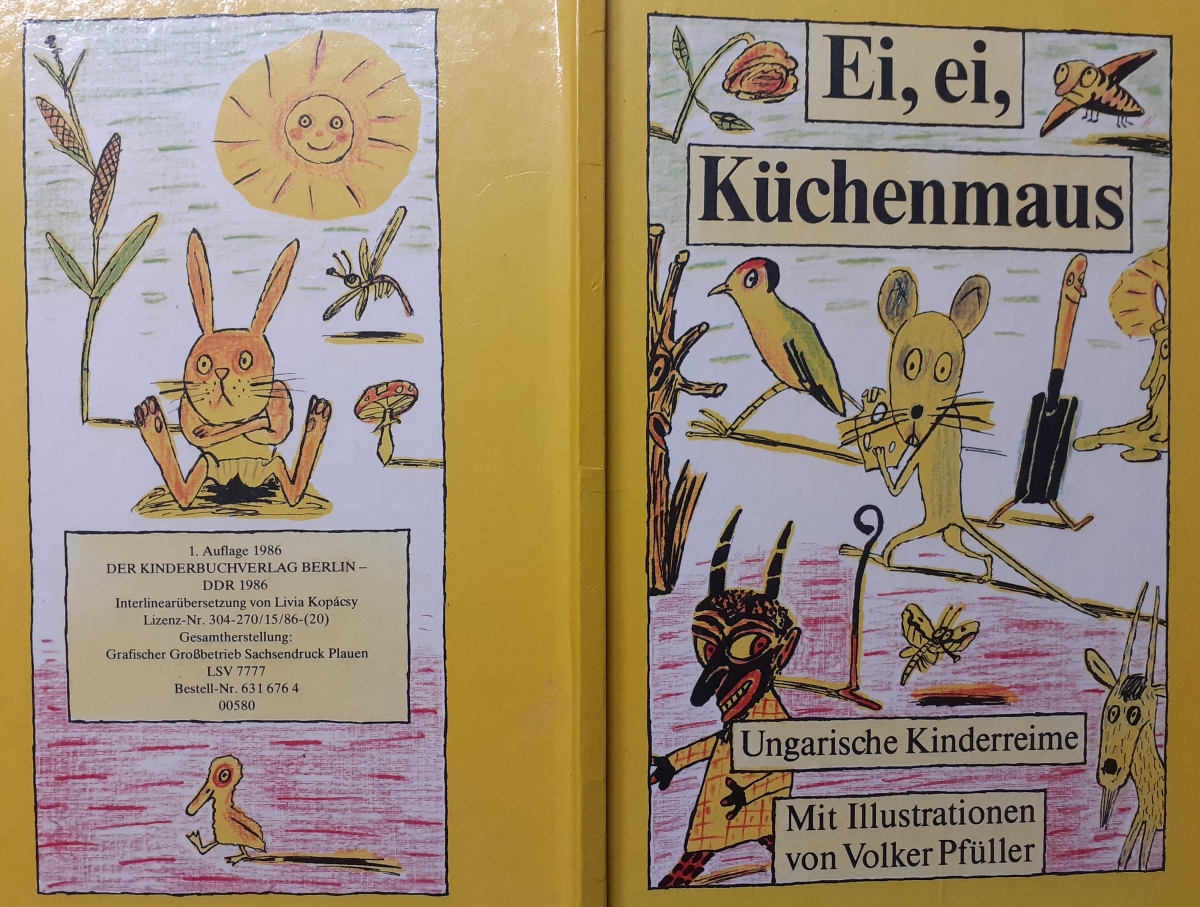 1. Auflage 1986
DER KINDERBUCHVERLAG BERLIN –
DDR 1986
Interlinearübersetzung von Livia Kopácsy
Lizenz-Nr. 304-270/15/86-(20)
Gesamtherstellung:
Grafischer Großbetrieb Sachsendruck Plauen
LSV 7777
Bestell-Nr. 631 676 4
00580
Ei, ei,
Küchenmaus
Ungarische Kinderreime
Mit Illustrationen
von Volker Pfüller